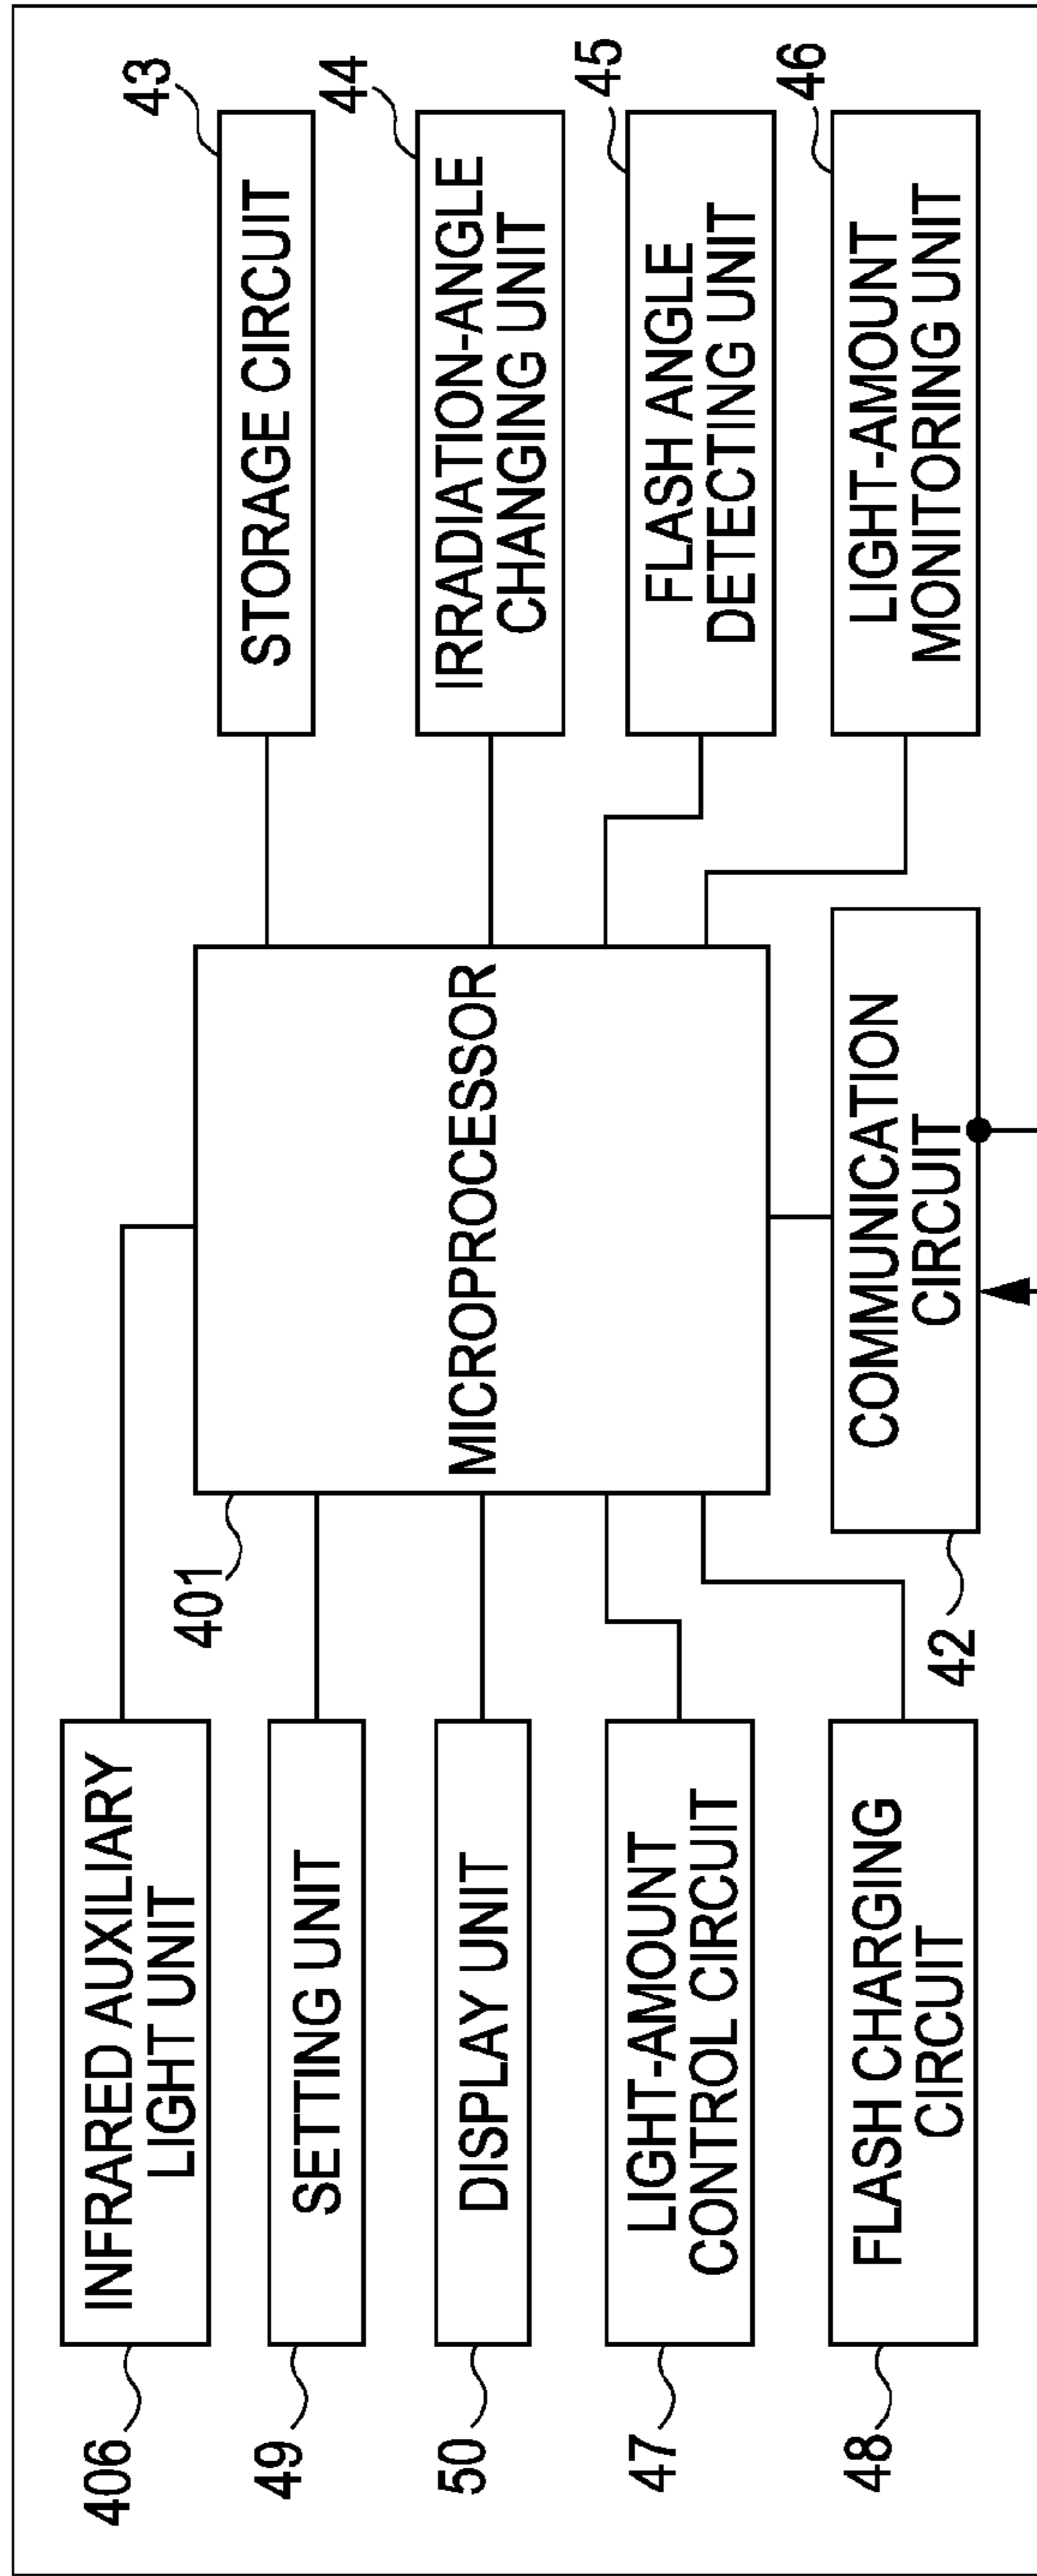 406
INFRARED AUXILIARY
LIGHT UNIT
49
SETTING UNIT
50
DISPLAY UNIT
47
LIGHT-AMOUNT
CONTROL CIRCUIT
48
FLASH CHARGING
CIRCUIT
401
MICROPROCESSOR
42
COMMUNICATION
CIRCUIT
43
STORAGE CIRCUIT
44
IRRADIATION-ANGLE
CHANGING UNIT
45
FLASH ANGLE
DETECTING UNIT
46
LIGHT-AMOUNT
MONITORING UNIT